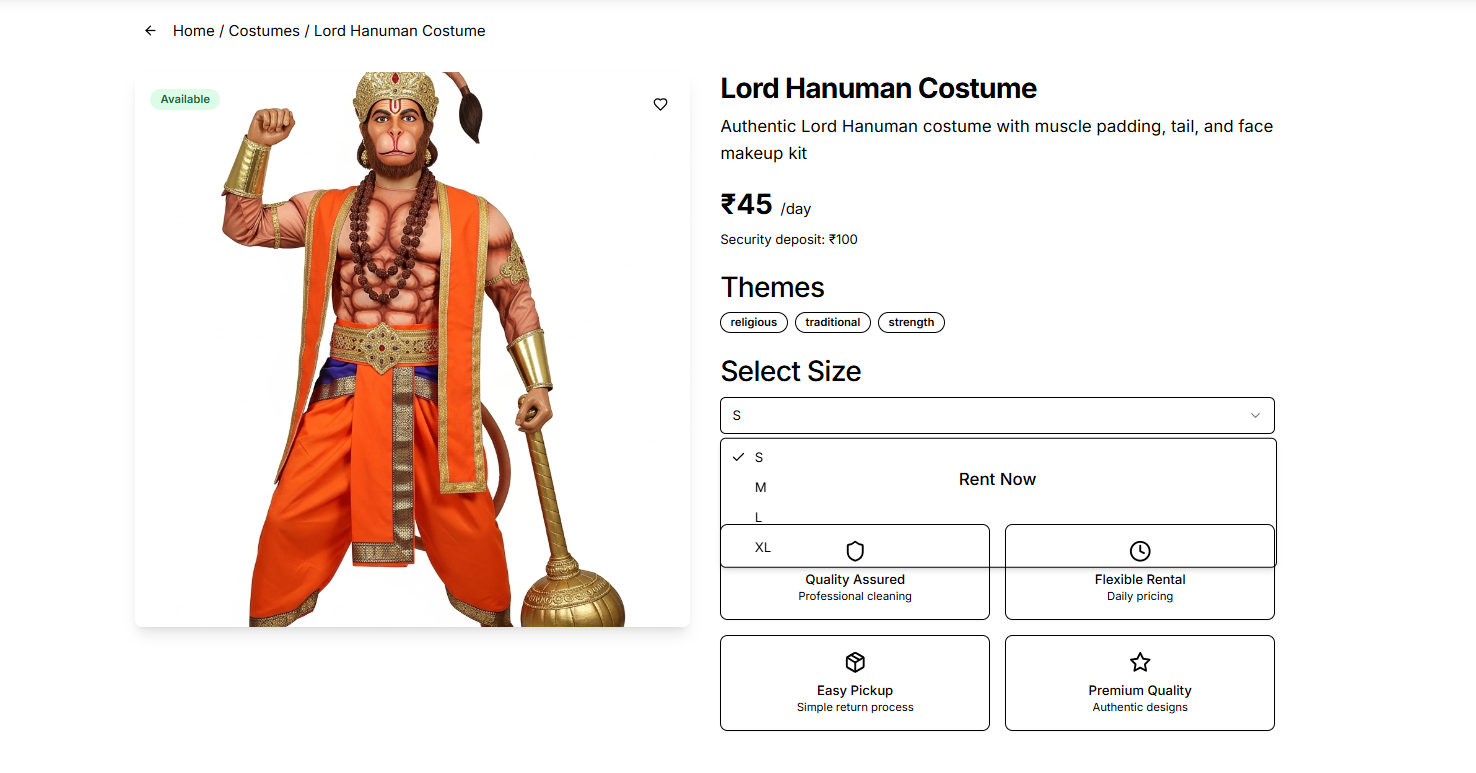 Home / Costumes / Lord Hanuman Costume
Available
Lord Hanuman Costume
Authentic Lord Hanuman costume with muscle padding, tail, and face
makeup kit
₹45 /day
Security deposit: ₹100
Themes
religious traditional strength
Select Size
S
S
M
L
XL
Rent Now
Quality Assured
Professional cleaning
Flexible Rental
Daily pricing
Easy Pickup
Simple return process
Premium Quality
Authentic designs